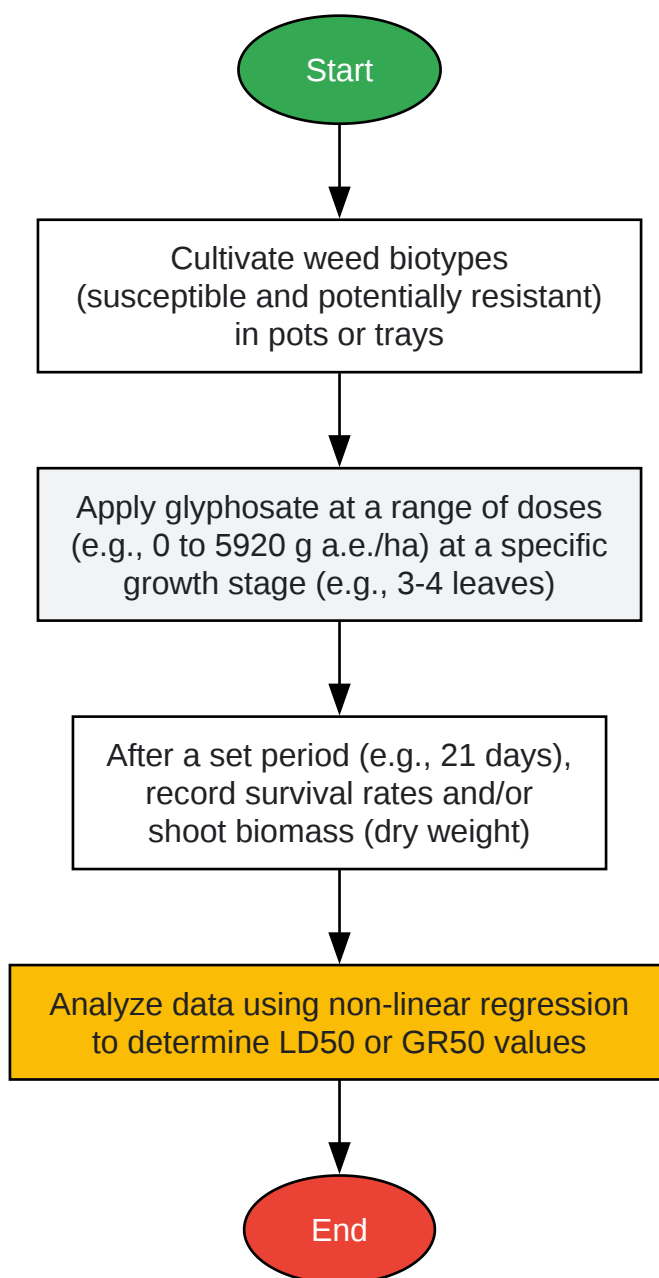 Start
Cultivate weed biotypes
(susceptible and potentially resistant)
in pots or trays
Apply glyphosate at a range of doses
(e.g., 0 to 5920 g a.e./ha) at a specific
growth stage (e.g., 3-4 leaves)
After a set period (e.g., 21 days),
record survival rates and/or
shoot biomass (dry weight)
Analyze data using non-linear regression
to determine LD50 or GR50 values
End